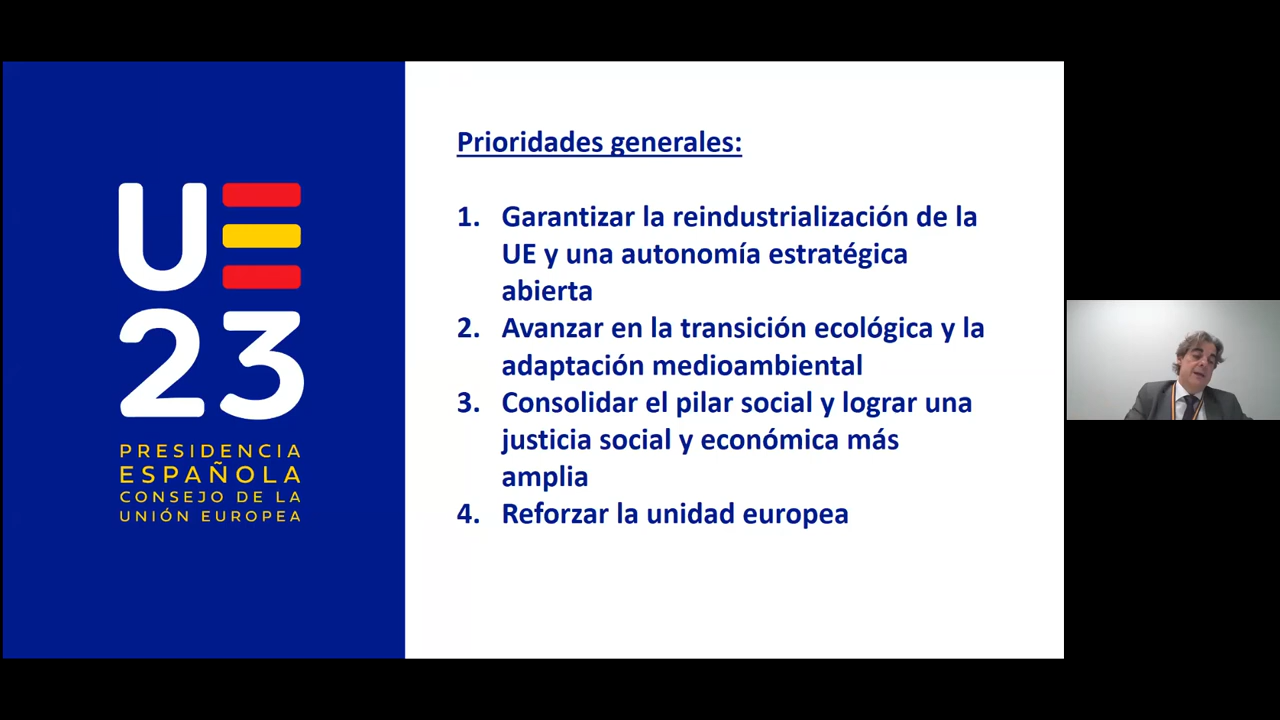 UE
23
PRESIDENCIA
ESPAÑOLA
CONSEJO DE LA
UNIÓN EUROPEA
Prioridades generales:
1. Garantizar la reindustrialización de la
UE y una autonomía estratégica
abierta
2. Avanzar en la transición ecológica y la
adaptación medioambiental
3. Consolidar el pilar social y lograr una
justicia social y económica más
amplia
4. Reforzar la unidad europea